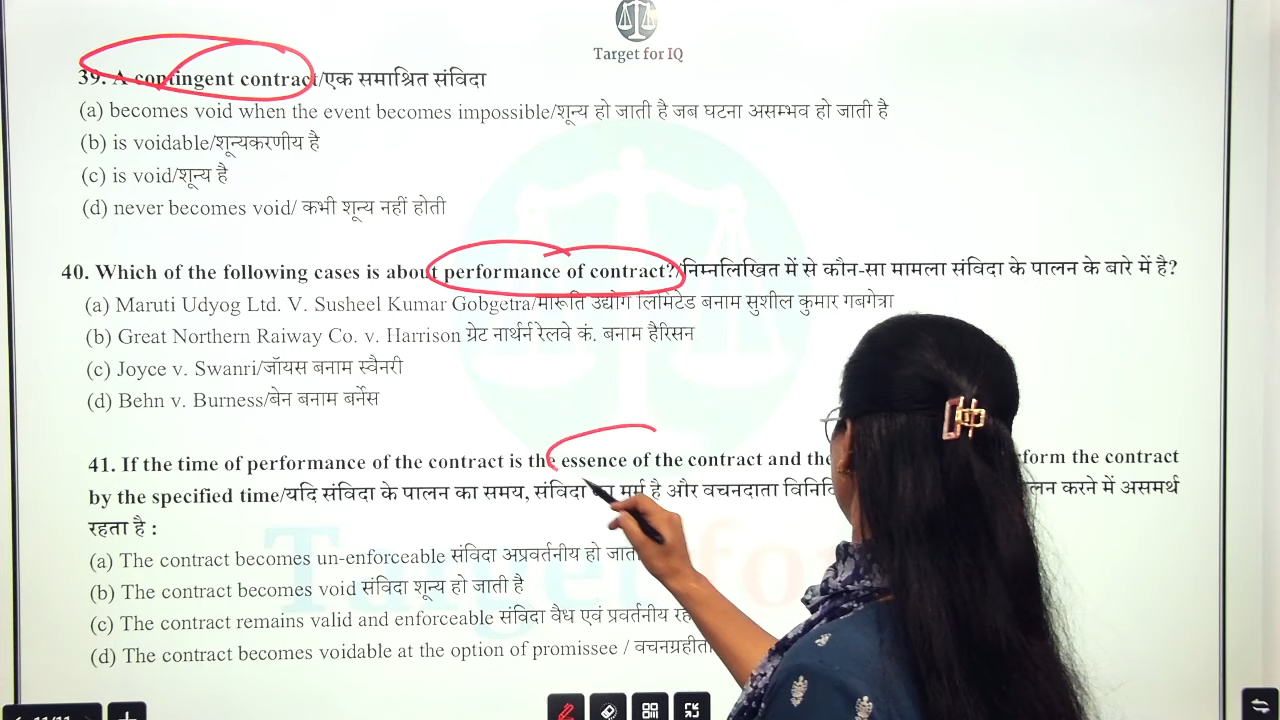 Target for IQ
39. A contingent contract/एक समाश्रित संविदा
(a) becomes void when the event becomes impossible/शून्य हो जाती है जब घटना असम्भव हो जाती है
(b) is voidable/शून्यकरणीय है
(c) is void/शून्य है
(d) never becomes void/ कभी शून्य नहीं होती
40. Which of the following cases is about performance of contract?/निम्नलिखित में से कौन-सा मामला संविदा के पालन के बारे में है?
(a) Maruti Udyog Ltd. V. Susheel Kumar Gobgetra/मारूति उद्योग लिमिटेड बनाम सुशील कुमार गबगेत्रा
(b) Great Northern Raiway Co. v. Harrison ग्रेट नार्थर्न रेलवे कं. बनाम हैरिसन
(c) Joyce v. Swanri/जॉयस बनाम स्वैनरी
(d) Behn v. Burness/बेन बनाम बर्नेस
41. If the time of performance of the contract is the essence of the contract and the the contract
by the specified time/यदि संविदा के पालन का समय, संविदा का मर्म है और वचनदाता करने में असमर्थ
रहता है :
(a) The contract becomes un-enforceable संविदा अप्रवर्तनीय हो
(b) The contract becomes void संविदा शून्य हो जाती है
(c) The contract remains valid and enforceable संविदा वैध एवं प्रवर्तनीय
(d) The contract becomes voidable at the option of promissee /
11/11